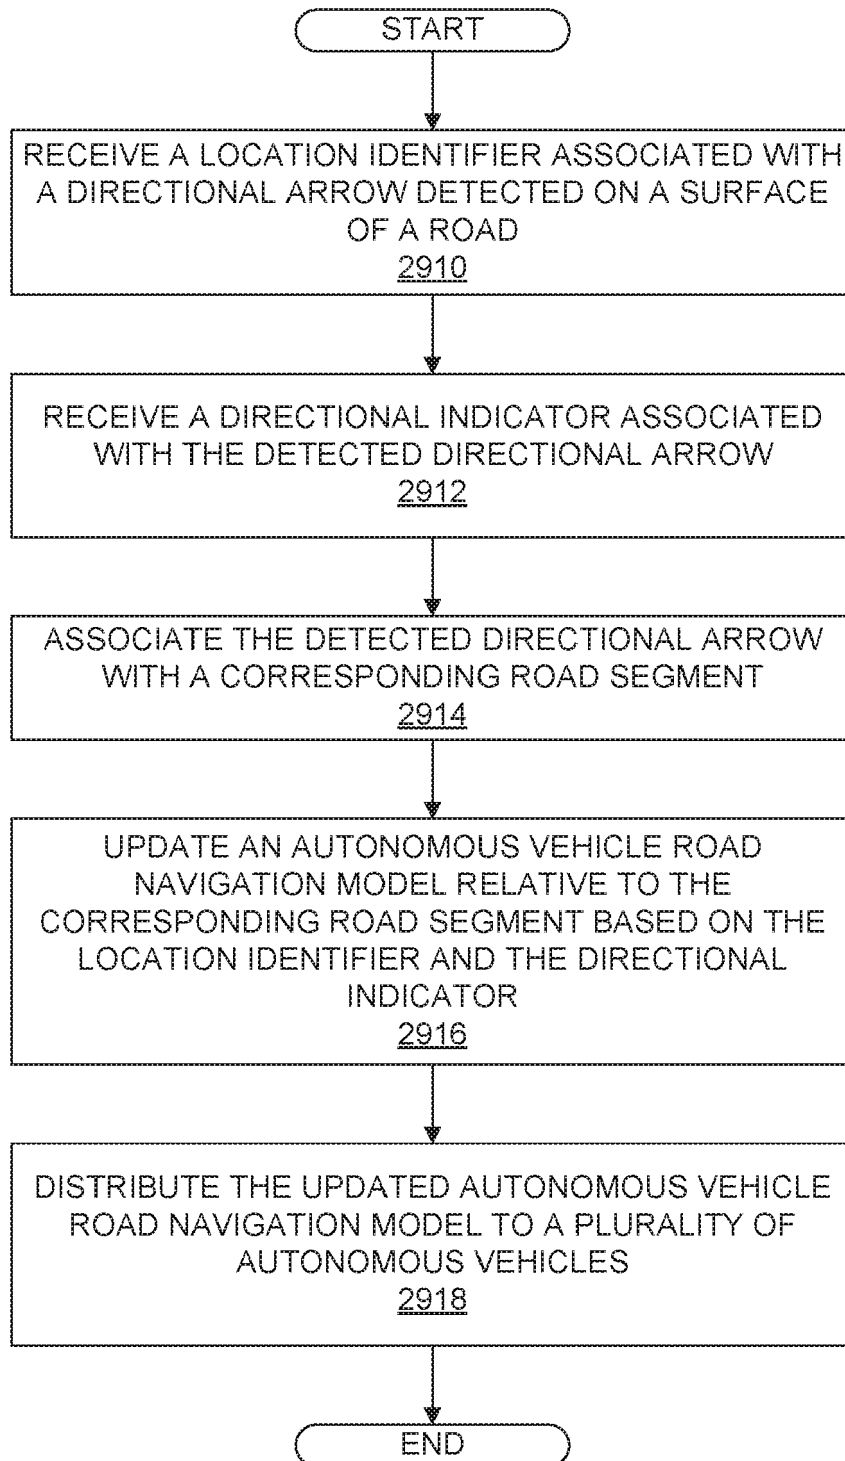 START
RECEIVE A LOCATION IDENTIFIER ASSOCIATED WITH
A DIRECTIONAL ARROW DETECTED ON A SURFACE
OF A ROAD
2910
RECEIVE A DIRECTIONAL INDICATOR ASSOCIATED
WITH THE DETECTED DIRECTIONAL ARROW
2912
ASSOCIATE THE DETECTED DIRECTIONAL ARROW
WITH A CORRESPONDING ROAD SEGMENT
2914
UPDATE AN AUTONOMOUS VEHICLE ROAD
NAVIGATION MODEL RELATIVE TO THE
CORRESPONDING ROAD SEGMENT BASED ON THE
LOCATION IDENTIFIER AND THE DIRECTIONAL
INDICATOR
2916
DISTRIBUTE THE UPDATED AUTONOMOUS VEHICLE
ROAD NAVIGATION MODEL TO A PLURALITY OF
AUTONOMOUS VEHICLES
2918
END